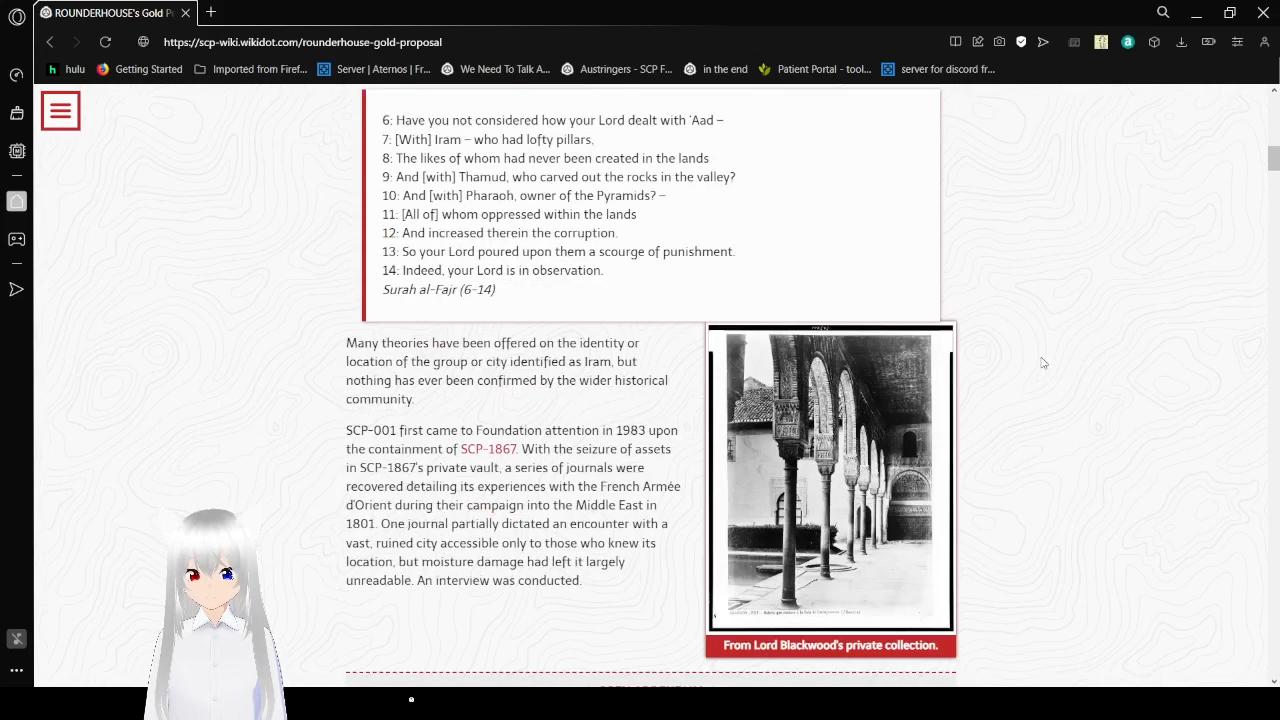 ROUNDERHOUSE's Gold P
https://scp-wiki.wikidot.com/rounderhouse-gold-proposal
hulu
Getting Started
Imported from Firef...
Server | Aternos | Fr...
We Need To Talk A...
Austringers - SCP F...
in the end
Patient Portal - tool...
server for discord fr...
6: Have you not considered how your Lord dealt with 'Aad –
7: [With] Iram – who had lofty pillars,
8: The likes of whom had never been created in the lands
9: And [with] Thamud, who carved out the rocks in the valley?
10: And [with] Pharaoh, owner of the Pyramids? –
11: [All of] whom oppressed within the lands
12: And increased therein the corruption.
13: So your Lord poured upon them a scourge of punishment.
14: Indeed, your Lord is in observation.
Surah al-Fajr (6-14)
Many theories have been offered on the identity or
location of the group or city identified as Iram, but
nothing has ever been confirmed by the wider historical
community.
SCP-001 first came to Foundation attention in 1983 upon
the containment of SCP-1867. With the seizure of assets
in SCP-1867's private vault, a series of journals were
recovered detailing its experiences with the French Armée
d'Orient during their campaign into the Middle East in
1801. One journal partially dictated an encounter with a
vast, ruined city accessible only to those who knew its
location, but moisture damage had left it largely
unreadable. An interview was conducted.
From Lord Blackwood's private collection.